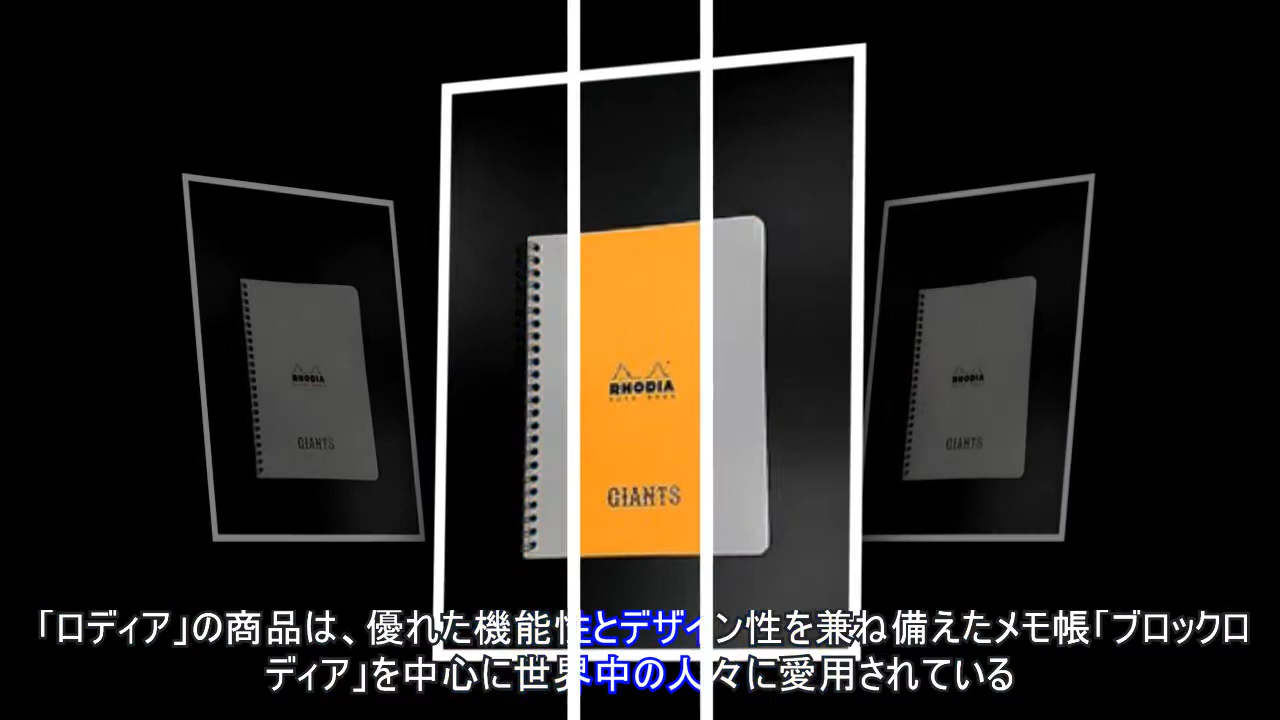 RHODIA
GIANTS
RHODIA
GIANTS
RHODIA
GIANTS
「ロディア」の商品は、優れた機能性とデザイン性を兼ね備えたメモ帳「ブロックロ
ディア」を中心に世界中の人々に愛用されている